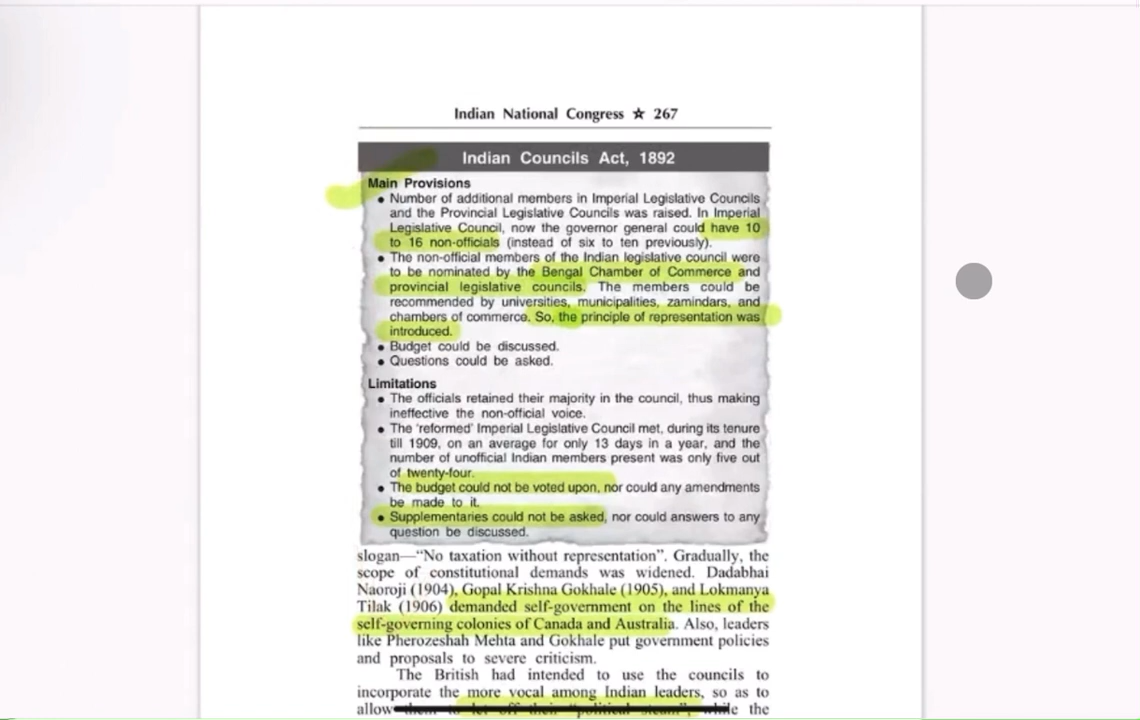 Indian National Congress ☆ 267
Indian Councils Act, 1892
Main Provisions
● Number of additional members in Imperial Legislative Councils
and the Provincial Legislative Councils was raised. In Imperial
Legislative Council, now the governor general could have 10
to 16 non-officials (instead of six to ten previously).
● The non-official members of the Indian legislative council were
to be nominated by the Bengal Chamber of Commerce and
provincial legislative councils. The members could be
recommended by universities, municipalities, zamindars, and
chambers of commerce. So, the principle of representation was
introduced.
● Budget could be discussed.
● Questions could be asked.
Limitations
● The officials retained their majority in the council, thus making
ineffective the non-official voice.
● The 'reformed' Imperial Legislative Council met, during its tenure
till 1909, on an average for only 13 days in a year, and the
number of unofficial Indian members present was only five out
of twenty-four.
● The budget could not be voted upon, nor could any amendments
be made to it.
● Supplementaries could not be asked, nor could answers to any
question be discussed.
slogan—“No taxation without representation”. Gradually, the
scope of constitutional demands was widened. Dadabhai
Naoroji (1904), Gopal Krishna Gokhale (1905), and Lokmanya
Tilak (1906) demanded self-government on the lines of the
self-governing colonies of Canada and Australia. Also, leaders
like Pherozeshah Mehta and Gokhale put government policies
and proposals to severe criticism.
The British had intended to use the councils to
incorporate the more vocal among Indian leaders, so as to
allow them to let off their “political steam”, while the